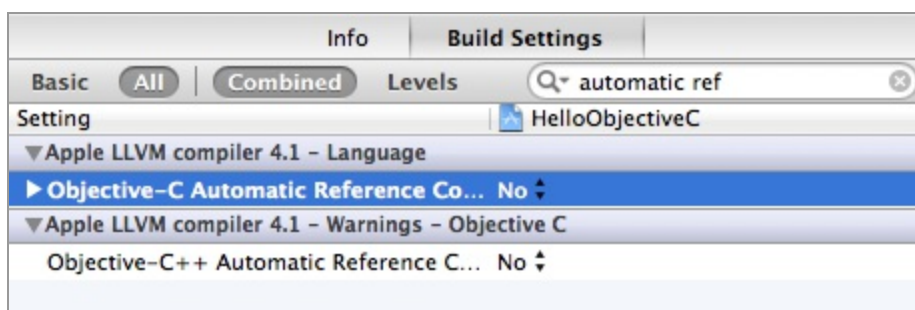 Info Build Settings
Basic All Combined Levels automatic ref
Setting HelloObjectiveC
Apple LLVM compiler 4.1 – Language
Objective-C Automatic Reference Co... No
Apple LLVM compiler 4.1 – Warnings – Objective C
Objective-C++ Automatic Reference C... No